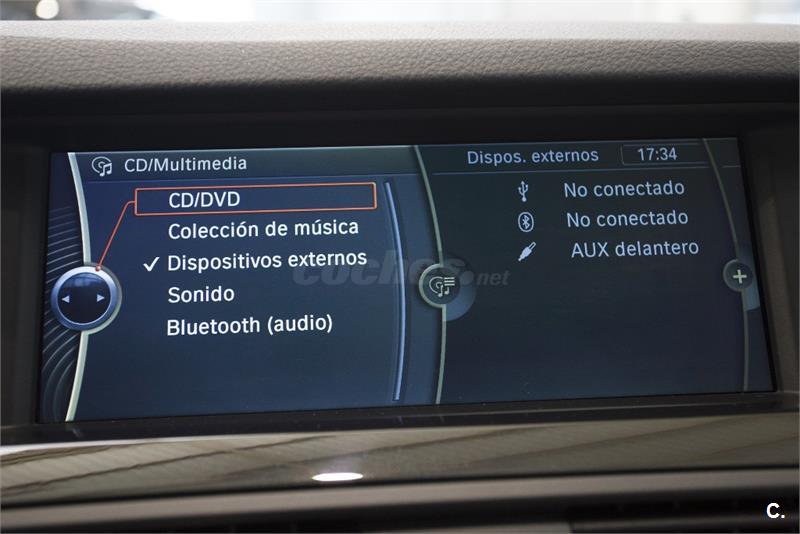 CD/Multimedia
CD/DVD
Colección de música
Dispositivos externos
Sonido
Bluetooth (audio)
Dispos. externos 17:34
No conectado
No conectado
AUX delantero
coches.net
C.